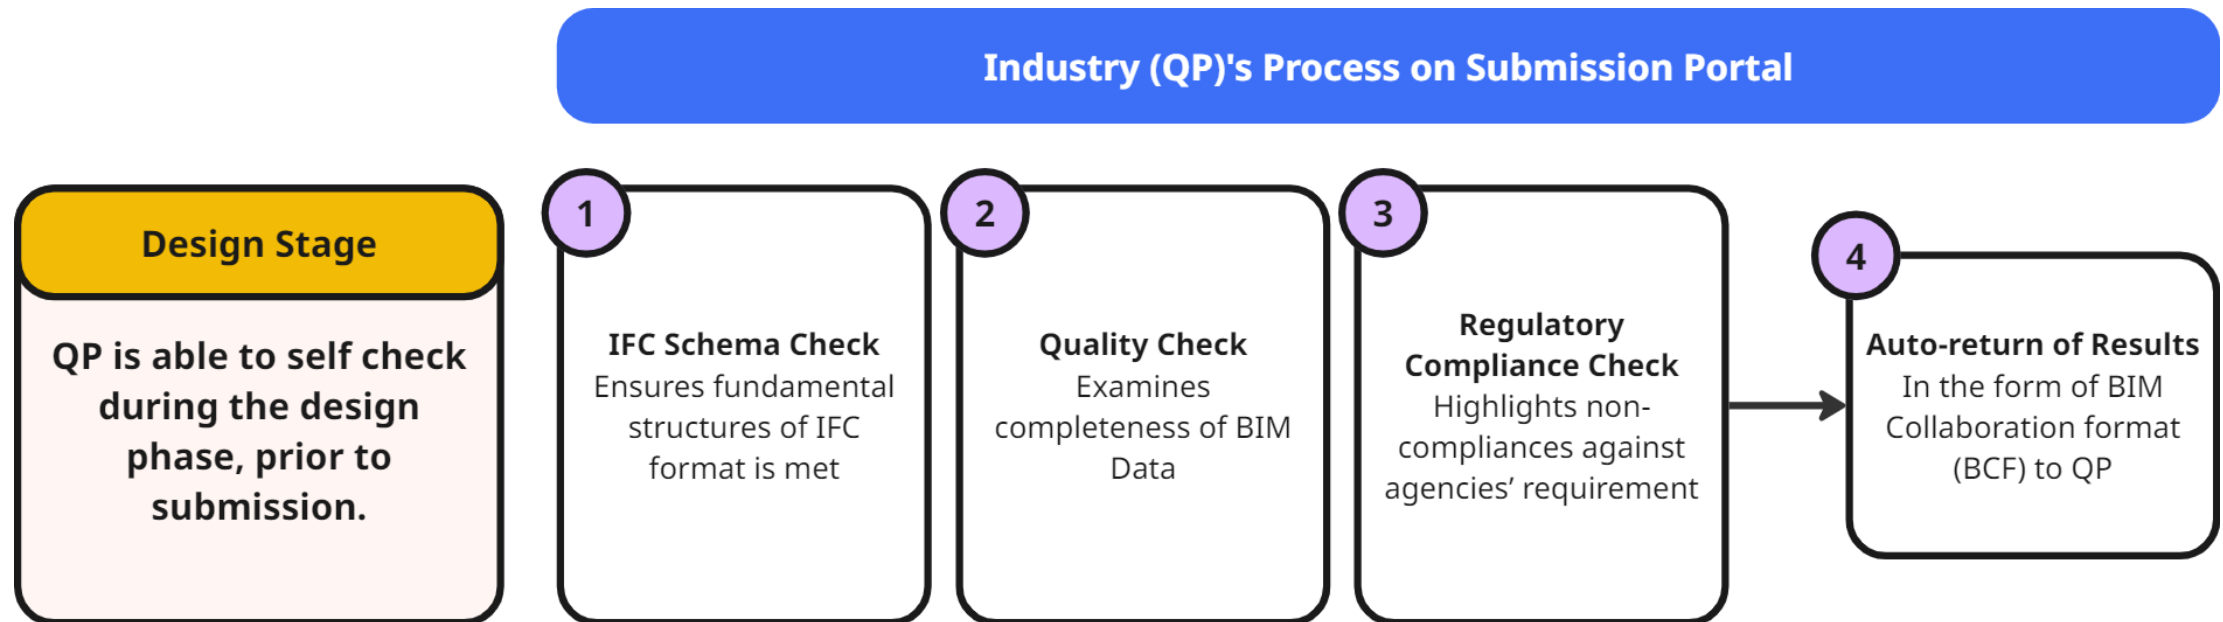 Industry (QP)'s Process on Submission Portal
Design Stage
QP is able to self check
during the design
phase, prior to
submission.
1
IFC Schema Check
Ensures fundamental
structures of IFC
format is met
2
Quality Check
Examines
completeness of BIM
Data
3
Regulatory
Compliance Check
Highlights non-
compliances against
agencies’ requirement
4
Auto-return of Results
In the form of BIM
Collaboration format
(BCF) to QP